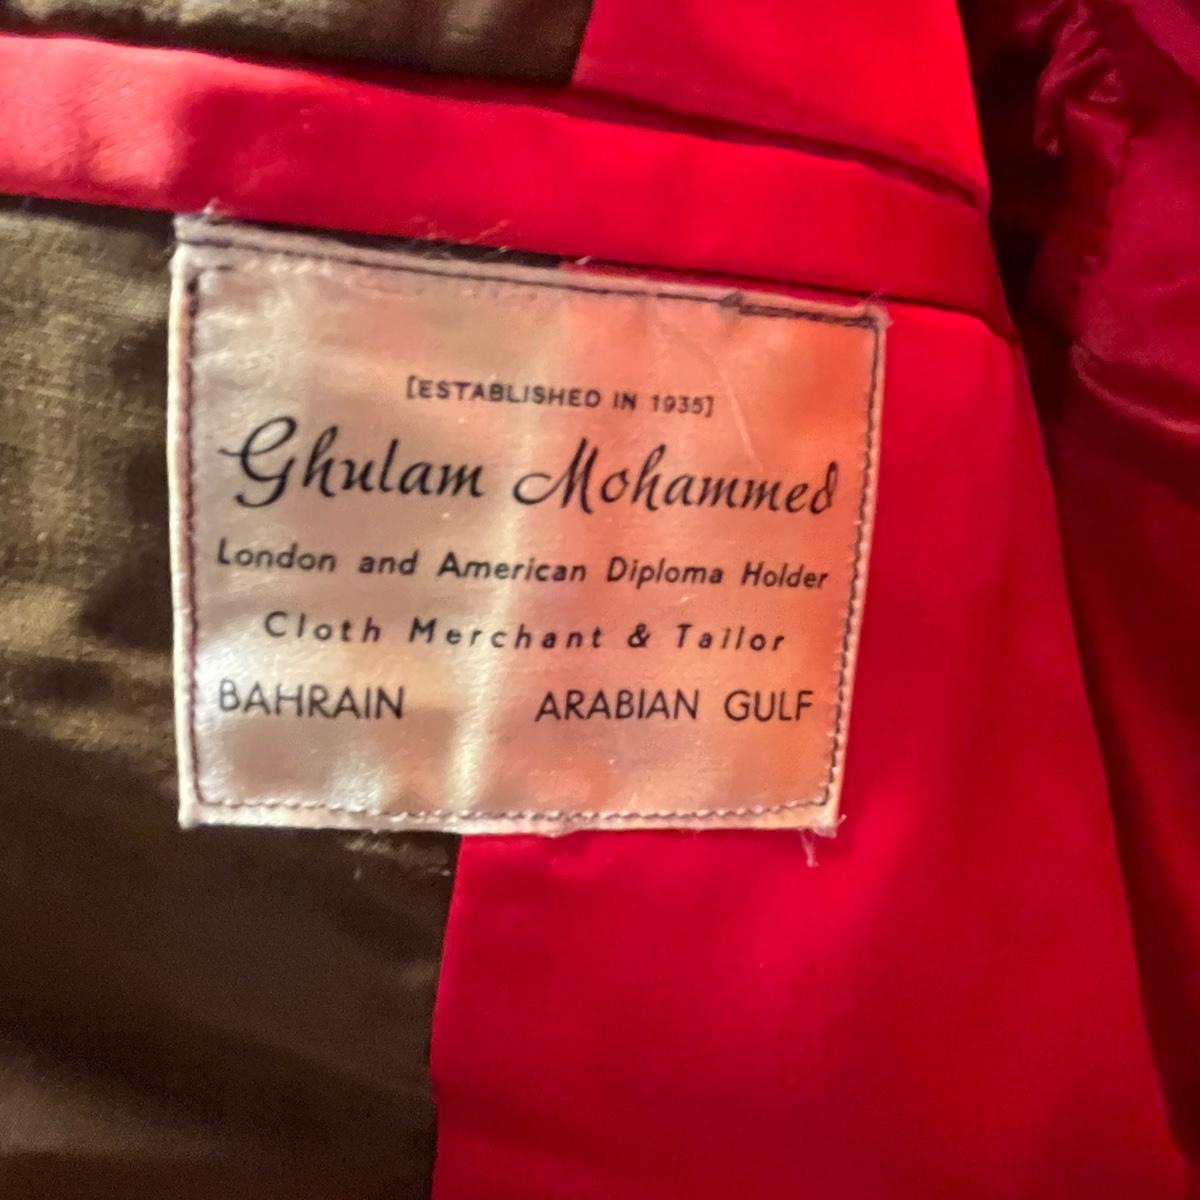 [ESTABLISHED IN 1935]
Ghulam Mohammed
London and American Diploma Holder
Cloth Merchant & Tailor
BAHRAIN ARABIAN GULF